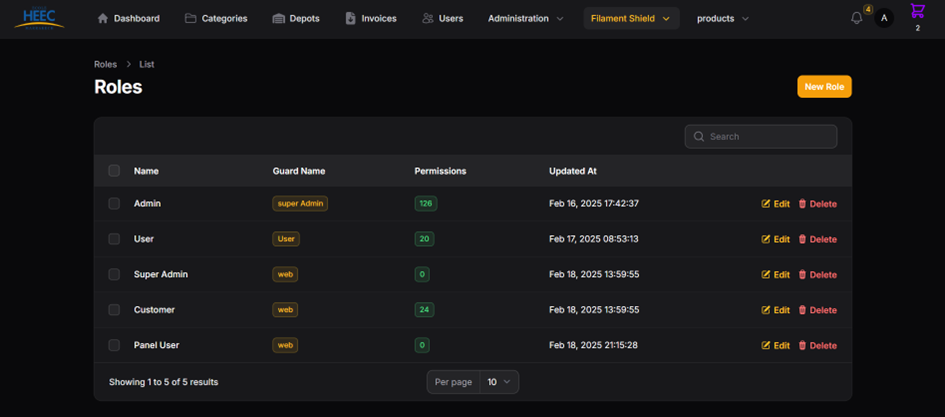 HEEC
Dashboard Categories Depots Invoices Users Administration Filament Shield products 4 A 2
Roles > List
Roles
New Role
Search
Name Guard Name Permissions Updated At
Admin super Admin 126 Feb 16, 2025 17:42:37 Edit Delete
User User 20 Feb 17, 2025 08:53:13 Edit Delete
Super Admin web 0 Feb 18, 2025 13:59:55 Edit Delete
Customer web 24 Feb 18, 2025 13:59:55 Edit Delete
Panel User web 0 Feb 18, 2025 21:15:28 Edit Delete
Showing 1 to 5 of 5 results Per page 10